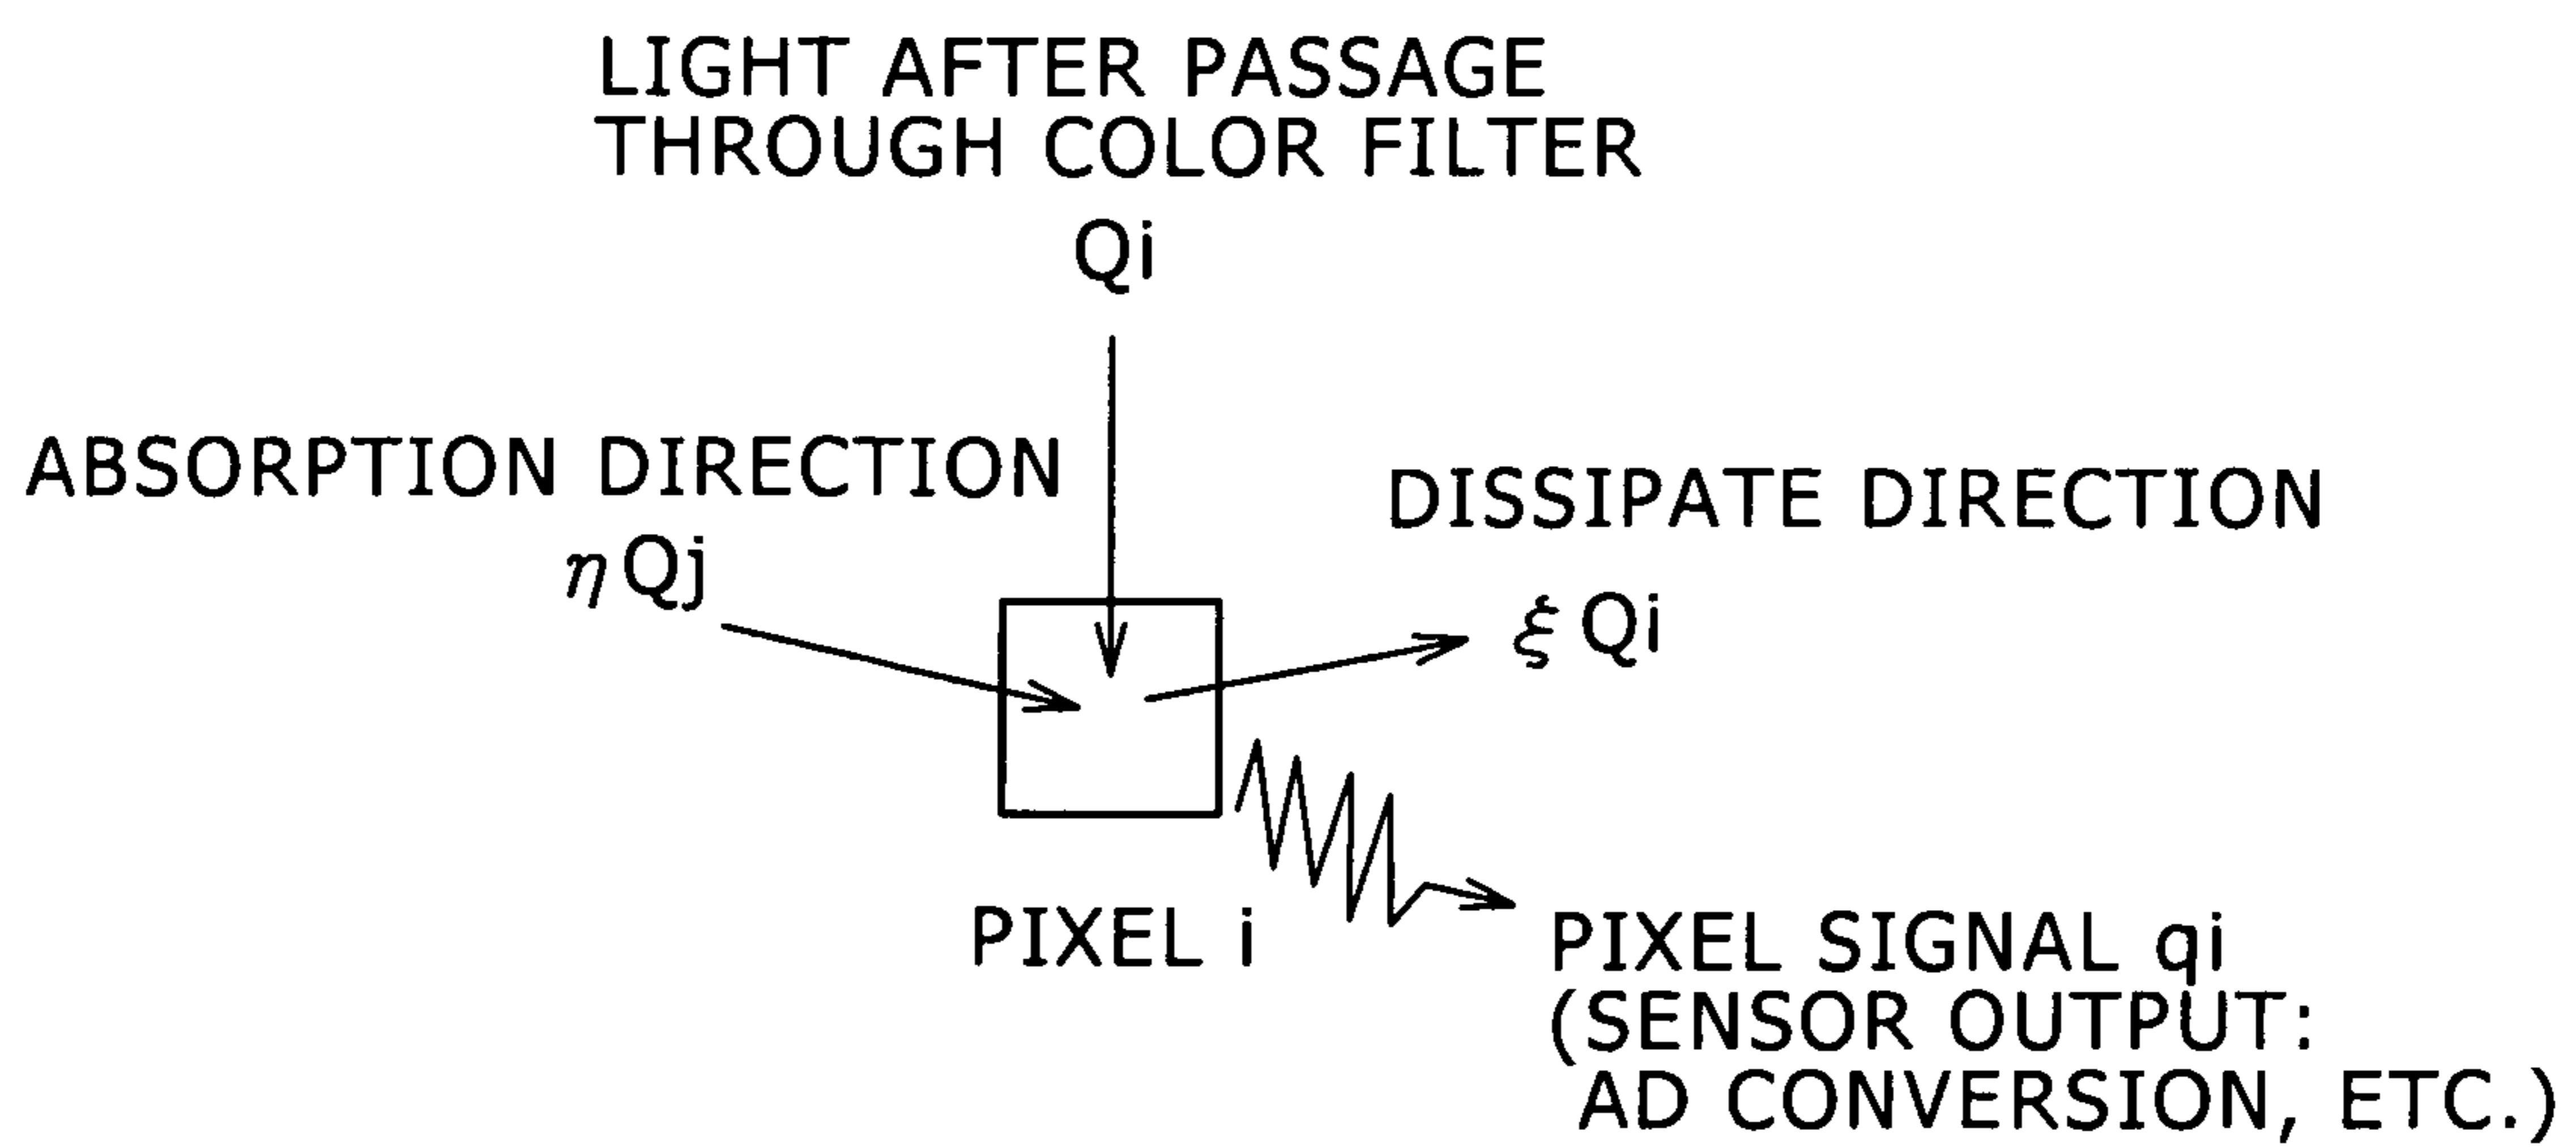 LIGHT AFTER PASSAGE
THROUGH COLOR FILTER
Qi
ABSORPTION DIRECTION
ηQj
DISSIPATE DIRECTION
ξQi
PIXEL i
PIXEL SIGNAL qi
(SENSOR OUTPUT:
AD CONVERSION, ETC.)